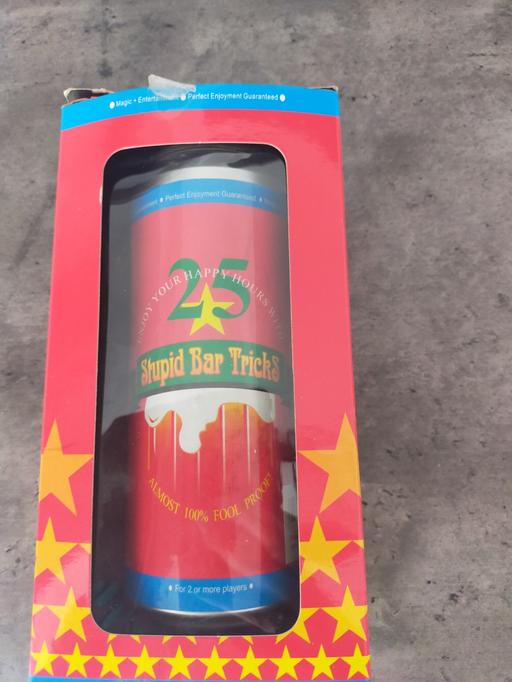 ● Magic • Entertainment ● Perfect Enjoyment Guaranteed ●
★ Perfect Enjoyment Guaranteed ★
ENJOY YOUR HAPPY HOURS
25
Stupid Bar Tricks
ALMOST 100% FOOL PROOF!
★ For 2 or more players ★